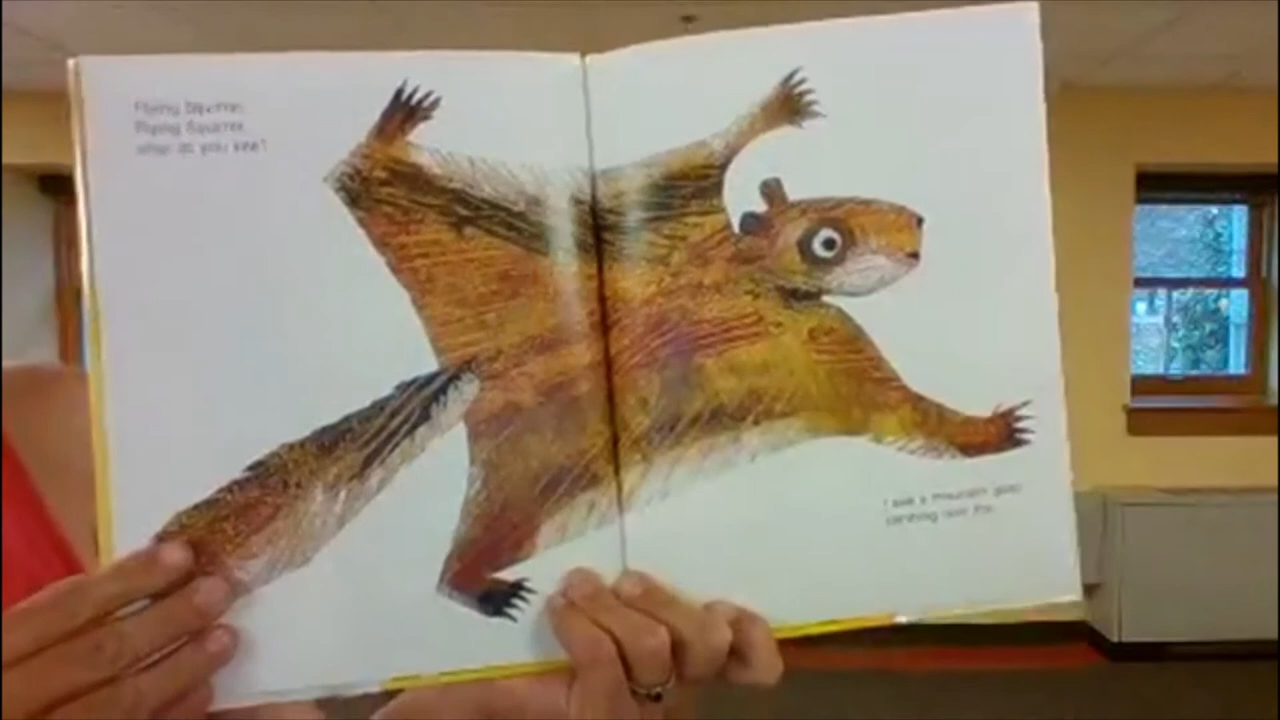 Flying Squirrel,
Flying Squirrel,
what do you see?
I see a mountain goat
climbing near me.